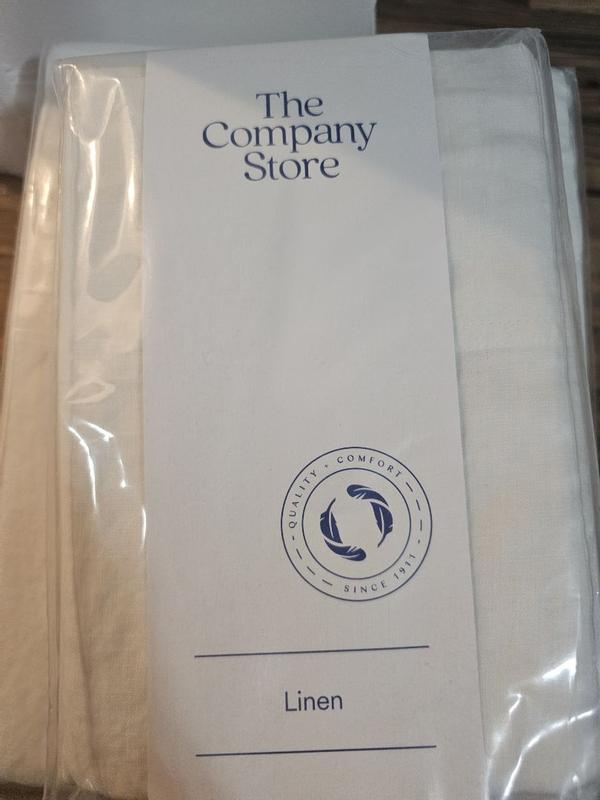 The
Company
Store
QUALITY • COMFORT
SINCE 1911
Linen